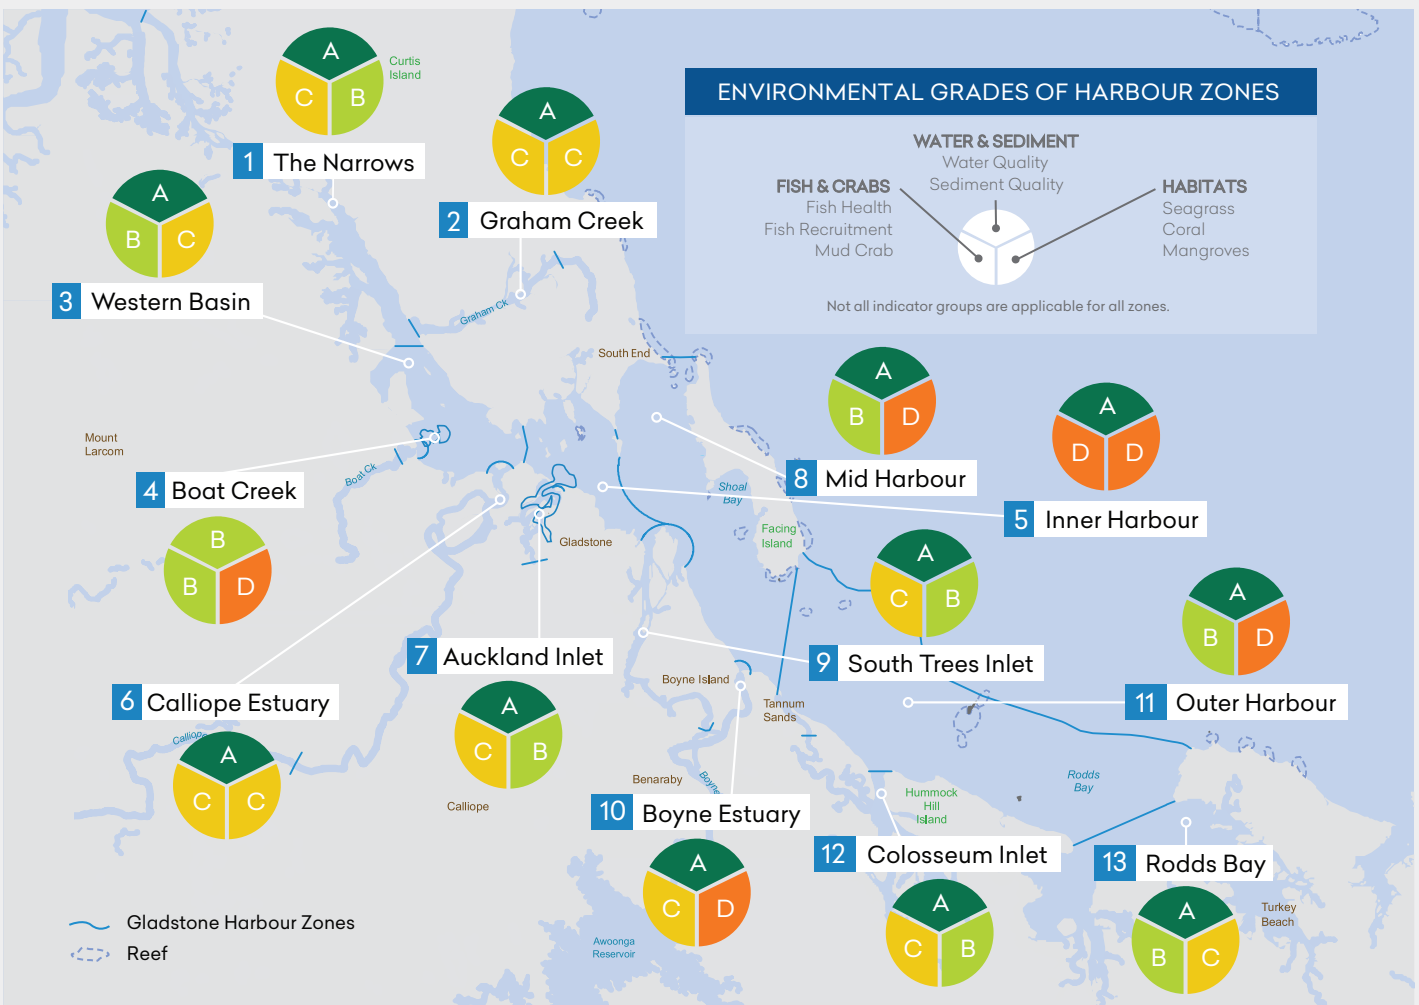 A
C B
Curtis
Island
1 The Narrows
A
C C
2 Graham Creek
A
B C
3 Western Basin
ENVIRONMENTAL GRADES OF HARBOUR ZONES
WATER & SEDIMENT
Water Quality
Sediment Quality
FISH & CRABS
Fish Health
Fish Recruitment
Mud Crab
HABITATS
Seagrass
Coral
Mangroves
Not all indicator groups are applicable for all zones.
Graham Ck
South End
A
B D
8 Mid Harbour
A
D D
5 Inner Harbour
Mount
Larcom
Boat Ck
4 Boat Creek
B
B D
Shoal
Bay
Facing
Island
Gladstone
A
C B
9 South Trees Inlet
A
B D
11 Outer Harbour
7 Auckland Inlet
A
C B
6 Calliope Estuary
Calliope
A
C C
Boyne Island
Tannum
Sands
Benaraby
Boyne
Calliope
10 Boyne Estuary
A
C D
Rodds
Bay
Hummock
Hill
Island
12 Colosseum Inlet
A
C B
13 Rodds Bay
A
B C
Turkey
Beach
Awoonga
Reservoir
Gladstone Harbour Zones
Reef